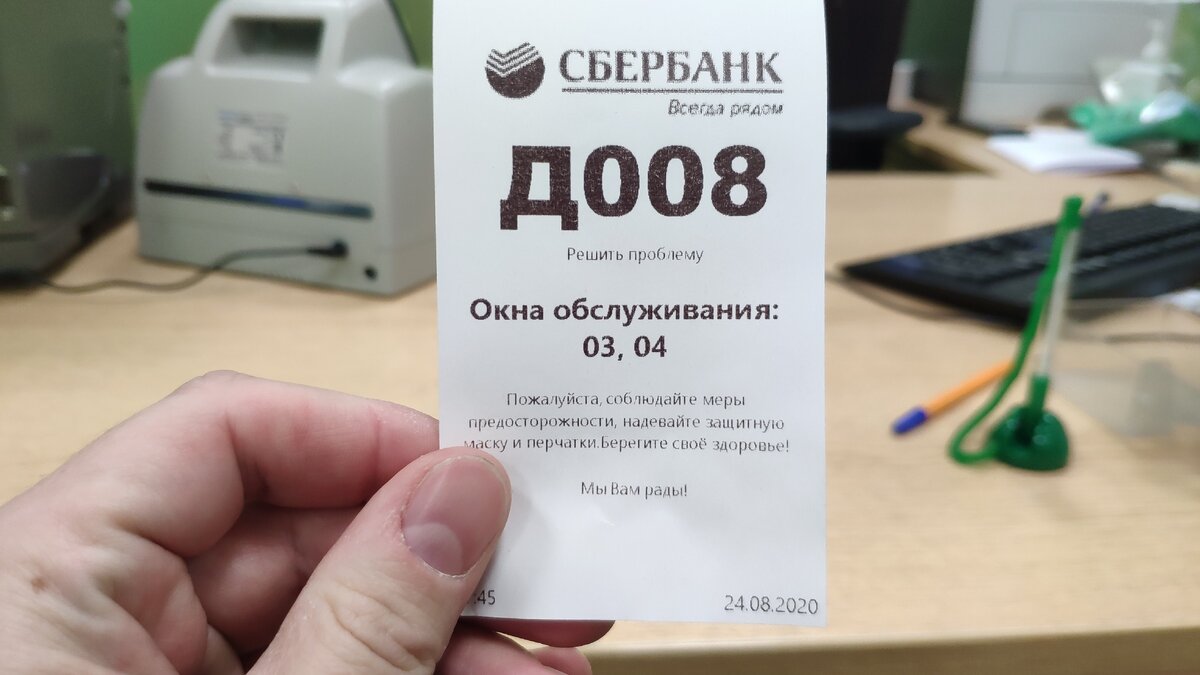 СБЕРБАНК
Всегда рядом
Д008
Решить проблему
Окна обслуживания:
03, 04
Пожалуйста, соблюдайте меры
предосторожности, надевайте защитную
маску и перчатки.Берегите своё здоровье!
Мы Вам рады!
45 24.08.2020